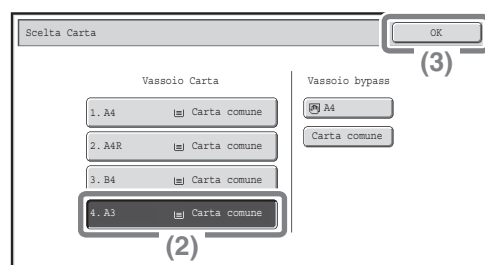 Scelta Carta
OK
(3)
Vassoio Carta
Vassoio bypass
1. A4 Carta comune
A4
2. A4R Carta comune
Carta comune
3. B4 Carta comune
4. A3 Carta comune
(2)